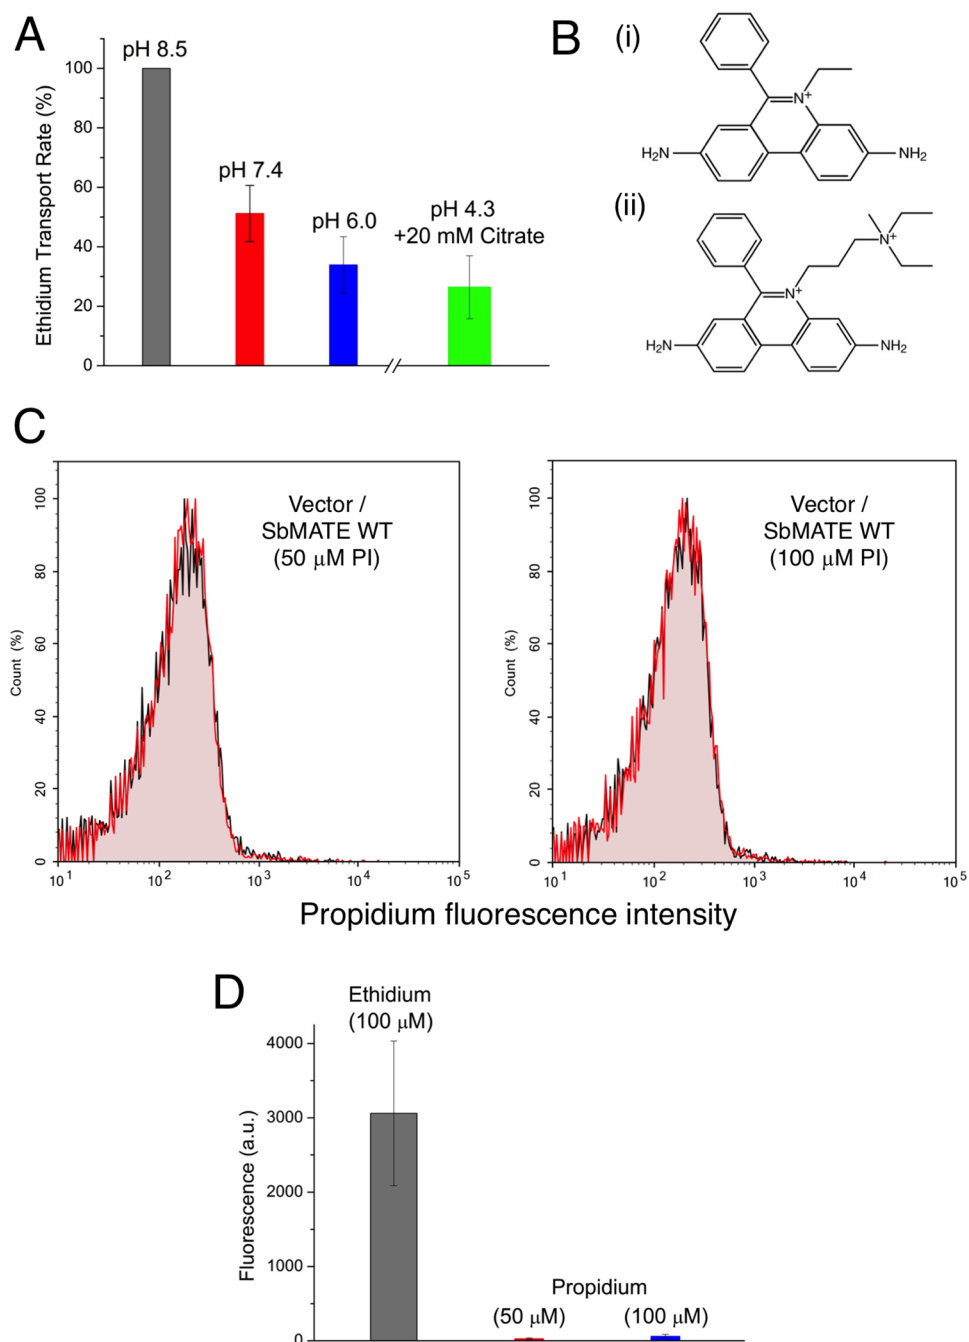 A
Ethidium Transport Rate (%)
100
80
60
40
20
0
pH 8.5
pH 7.4
pH 6.0
pH 4.3
+20 mM Citrate
B
(i)
N+
H2N
NH2
(ii)
N+
N+
H2N
NH2
C
Count (%)
100
80
60
40
20
0
Vector /
SbMATE WT
(50 μM PI)
10^1
10^2
10^3
10^4
10^5
Count (%)
100
80
60
40
20
0
Vector /
SbMATE WT
(100 μM PI)
10^1
10^2
10^3
10^4
10^5
Propidium fluorescence intensity
D
Fluorescence (a.u.)
4000
3000
2000
1000
0
Ethidium
(100 μM)
Propidium
(50 μM)
(100 μM)